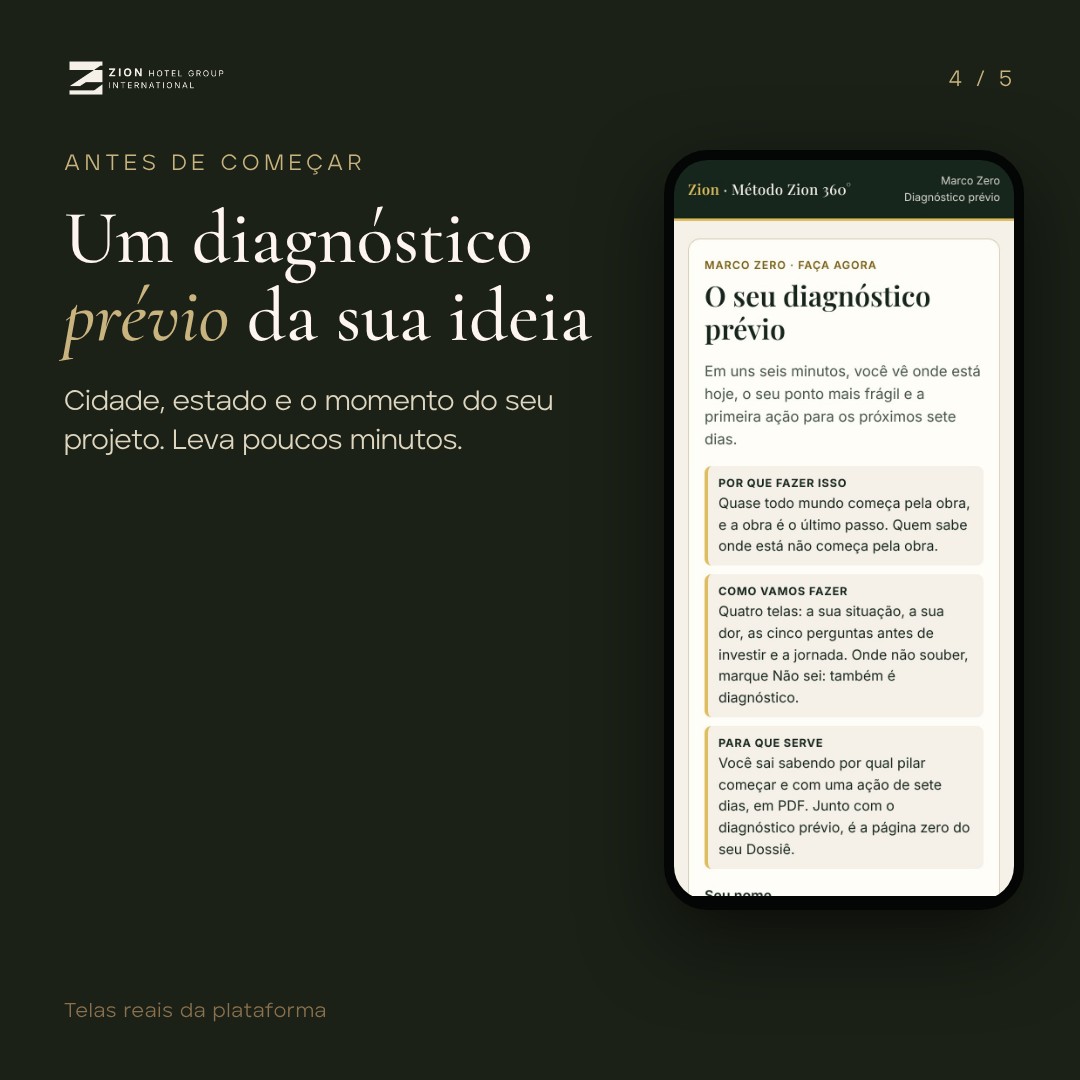 ZION HOTEL GROUP
INTERNATIONAL
4 / 5
ANTES DE COMEÇAR
Um diagnóstico
prévio da sua ideia
Cidade, estado e o momento do seu
projeto. Leva poucos minutos.
Zion · Método Zion 360°
Marco Zero
Diagnóstico prévio
MARCO ZERO · FAÇA AGORA
O seu diagnóstico
prévio
Em uns seis minutos, você vê onde está
hoje, o seu ponto mais frágil e a
primeira ação para os próximos sete
dias.
POR QUE FAZER ISSO
Quase todo mundo começa pela obra,
e a obra é o último passo. Quem sabe
onde está não começa pela obra.
COMO VAMOS FAZER
Quatro telas: a sua situação, a sua
dor, as cinco perguntas antes de
investir e a jornada. Onde não souber,
marque Não sei: também é
diagnóstico.
PARA QUE SERVE
Você sai sabendo por qual pilar
começar e com uma ação de sete
dias, em PDF. Junto com o
diagnóstico prévio, é a página zero do
seu Dossiê.
Seu nome
Telas reais da plataforma